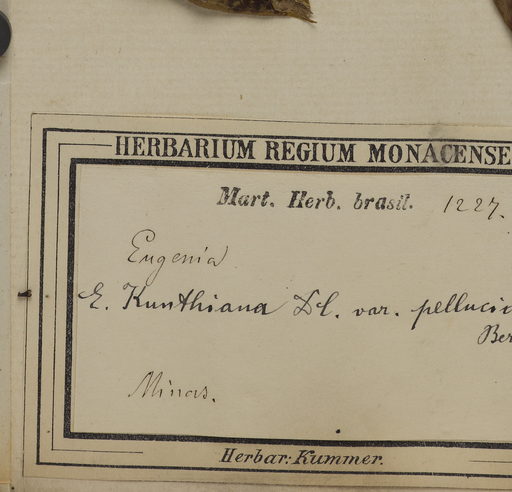 HERBARIUM REGIUM MONACENSE
Mart. Herb. brasil. 1227.
Eugenia
E. Kunthiana DC. var. pelluci
Ber
Minas.
Herbar: Kummer.